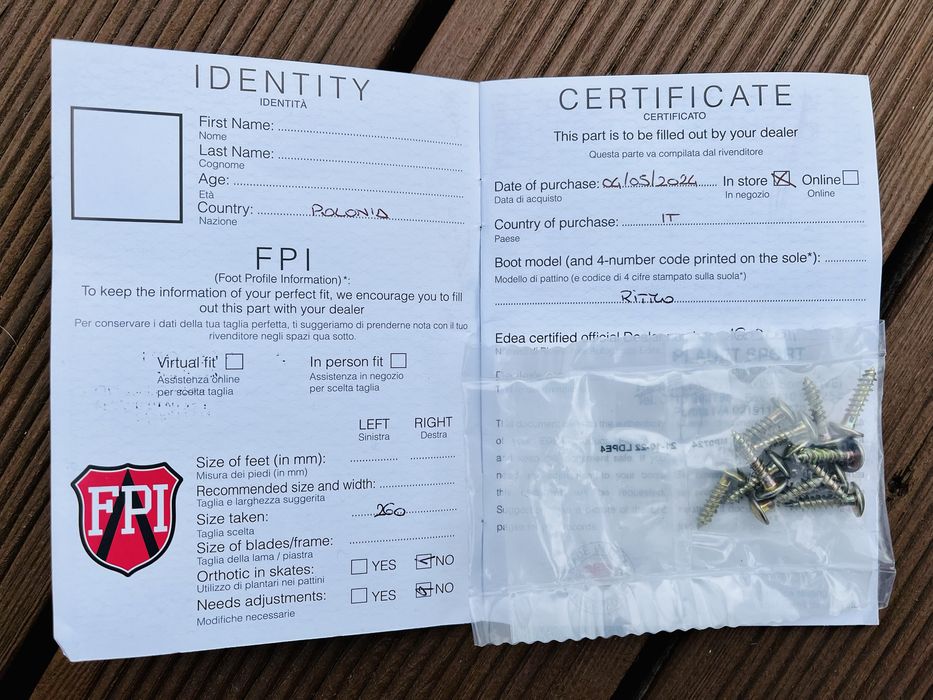 IDENTITY
IDENTITÀ
First Name:
Nome
Last Name:
Cognome
Age:
Età
Country: POLONIA
Nazione
FPI
(Foot Profile Information)*:
To keep the information of your perfect fit, we encourage you to fill
out this part with your dealer
Per conservare i dati della tua taglia perfetta, ti suggeriamo di prenderne nota con il tuo
rivenditore negli spazi qua sotto.
Virtual fit In person fit
Assistenza online Assistenza in negozio
per scelta taglia per scelta taglia
LEFT RIGHT
Sinistra Destra
Size of feet (in mm):
Misura dei piedi (in mm)
Recommended size and width:
Taglia e larghezza suggerita
Size taken: 260
Taglia scelta
Size of blades/frame:
Taglia della lama / piastra
Orthotic in skates: YES NO
Utilizzo di plantari nei pattini
Needs adjustments: YES NO
Modifiche necessarie
FPI
CERTIFICATE
CERTIFICATO
This part is to be filled out by your dealer
Questa parte va compilata dal rivenditore
Date of purchase: 04/05/2024 In store Online
Data di acquisto In negozio Online
Country of purchase: IT
Paese
Boot model (and 4-number code printed on the sole*):
Modello di pattino (e codice di 4 cifre stampato sulla suola*)
RITMO
Edea certified official Dealer
21-10-22 LDPE4